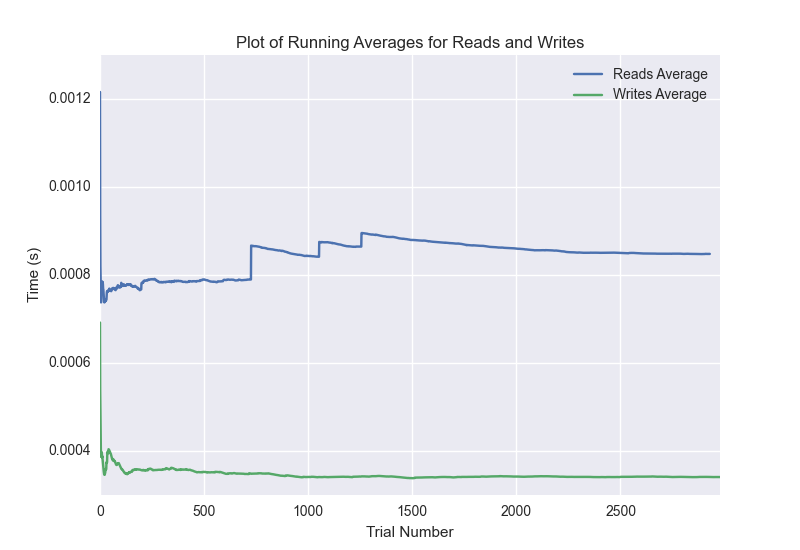 Plot of Running Averages for Reads and Writes
Reads Average
Writes Average
0.0012
0.0010
0.0008
0.0006
0.0004
Time (s)
0 500 1000 1500 2000 2500
Trial Number